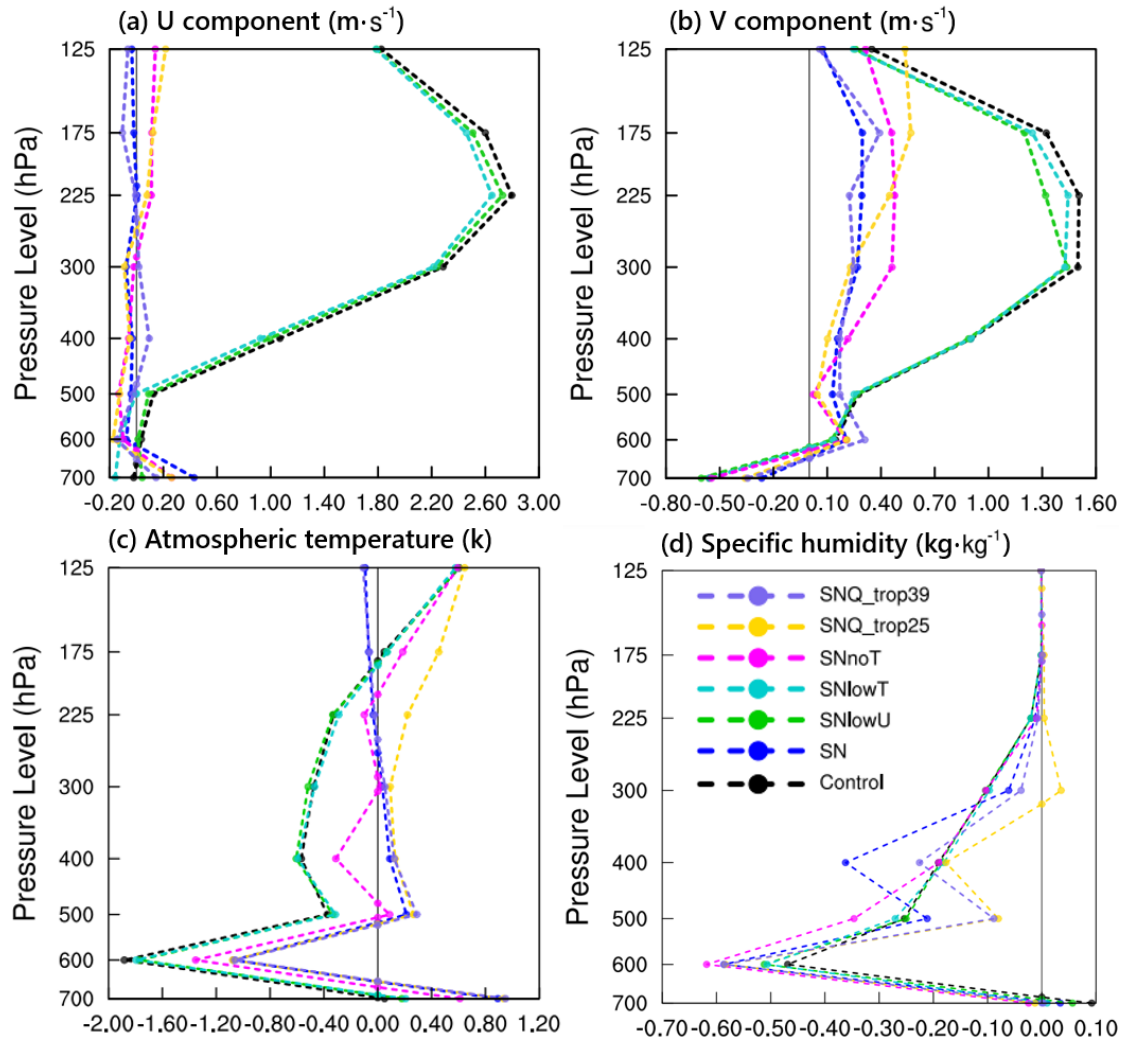 (a) U component (m·s⁻¹)
125
175
225
300
400
500
600
700
Pressure Level (hPa)
-0.20 0.40 1.00 1.60 2.20 2.60 3.00
(b) V component (m·s⁻¹)
125
175
225
300
400
500
600
700
Pressure Level (hPa)
-0.80 -0.50 -0.20 0.10 0.40 0.70 1.00 1.30 1.60
(c) Atmospheric temperature (k)
125
175
225
300
400
500
600
700
Pressure Level (hPa)
-2.00 -1.60 -1.20 -0.80 -0.40 0.00 0.40 0.80 1.20
(d) Specific humidity (kg·kg⁻¹)
125
175
225
300
400
500
600
700
Pressure Level (hPa)
SNQ_trop39
SNQ_trop25
SNnoT
SNlowT
SNlowU
SN
Control
-0.70 -0.60 -0.50 -0.40 -0.30 -0.20 -0.10 0.00 0.10